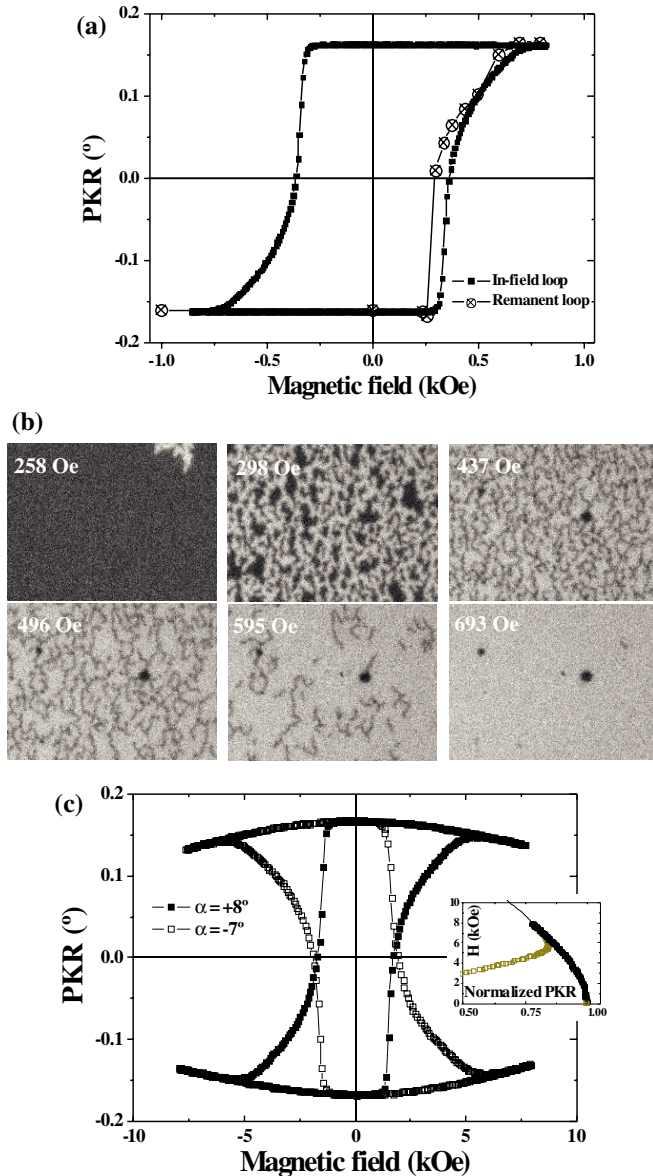 (a)
0.2
0.1
0.0
-0.1
-0.2
PKR (º)
In-field loop
Remanent loop
-1.0 -0.5 0.0 0.5 1.0
Magnetic field (kOe)
(b)
258 Oe 298 Oe 437 Oe
496 Oe 595 Oe 693 Oe
(c)
0.2
0.1
0.0
-0.1
-0.2
PKR (º)
α = +8º
α = -7º
10
8
6
4
2
0
H (kOe)
Normalized PKR
0.50 0.75 1.00
-10 -5 0 5 10
Magnetic field (kOe)